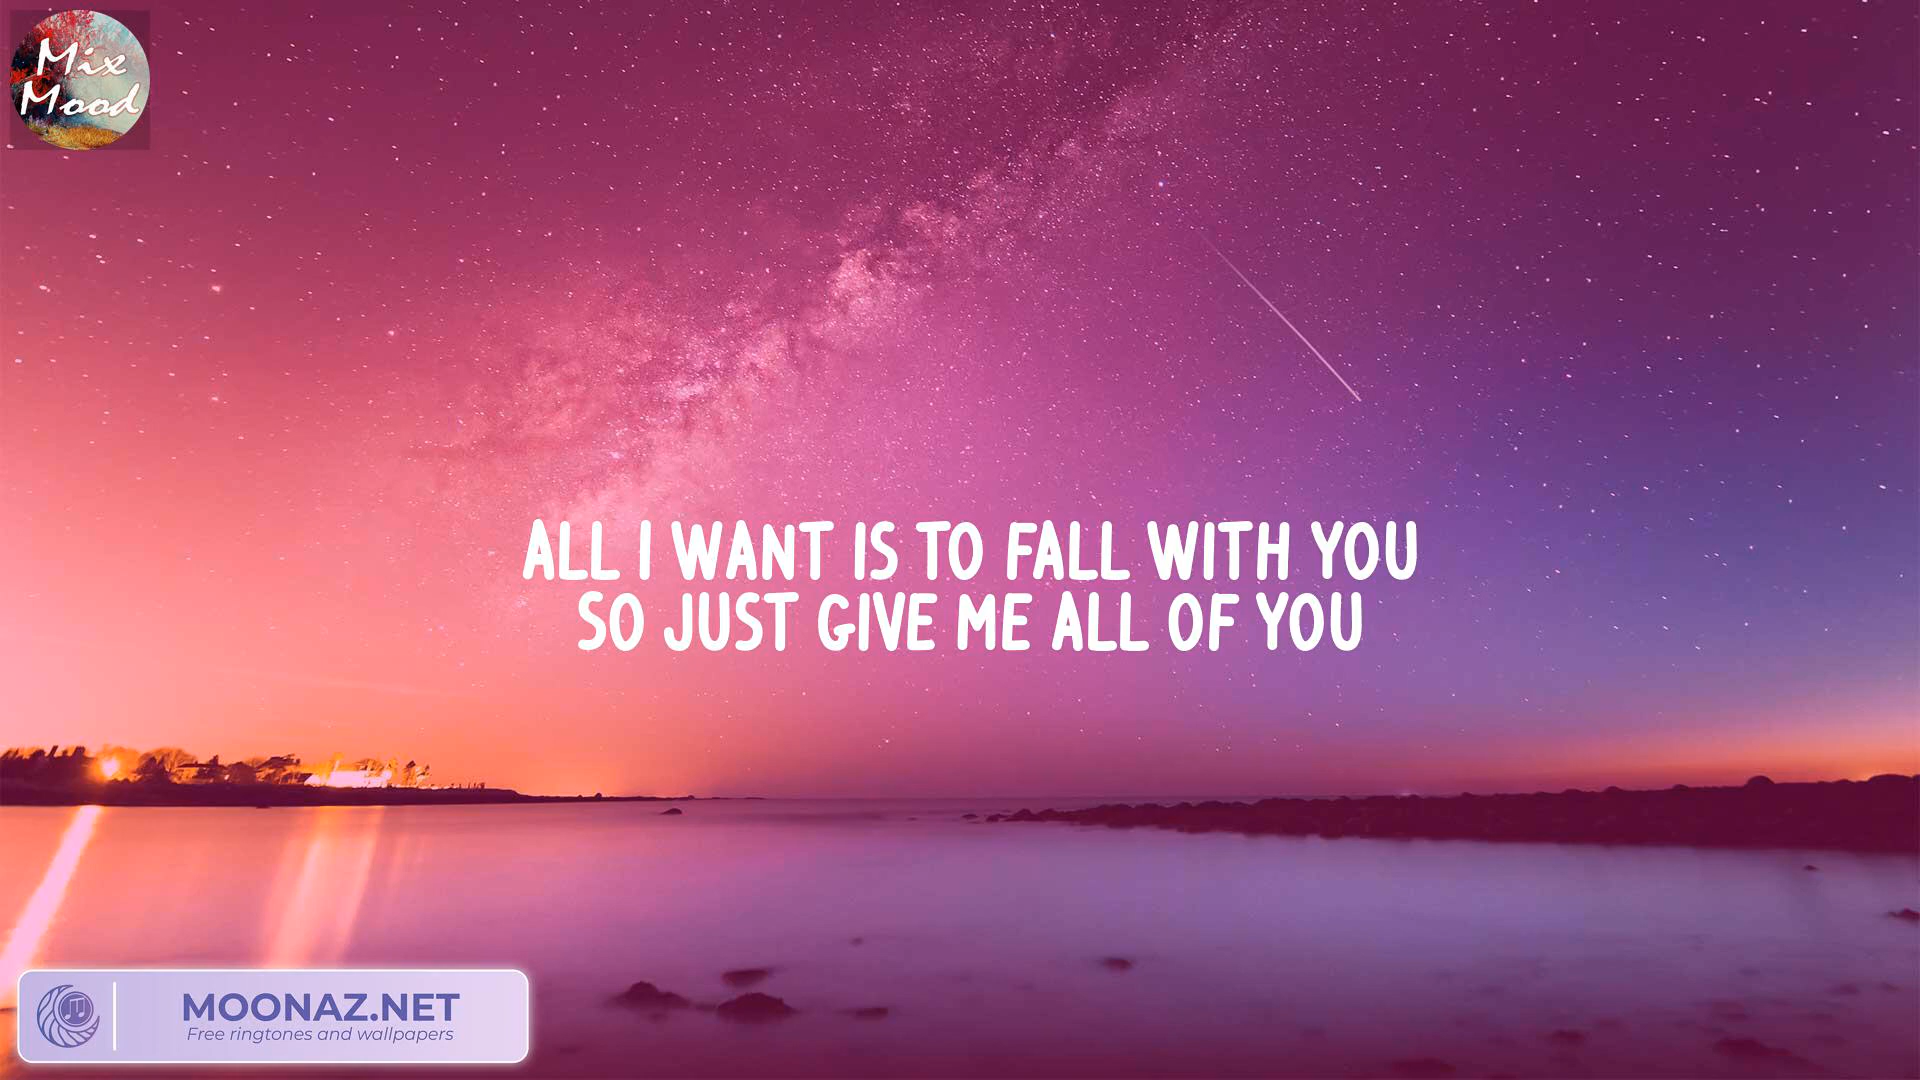 Mix
Mood
ALL I WANT IS TO FALL WITH YOU
SO JUST GIVE ME ALL OF YOU
MOONAZ.NET
Free ringtones and wallpapers